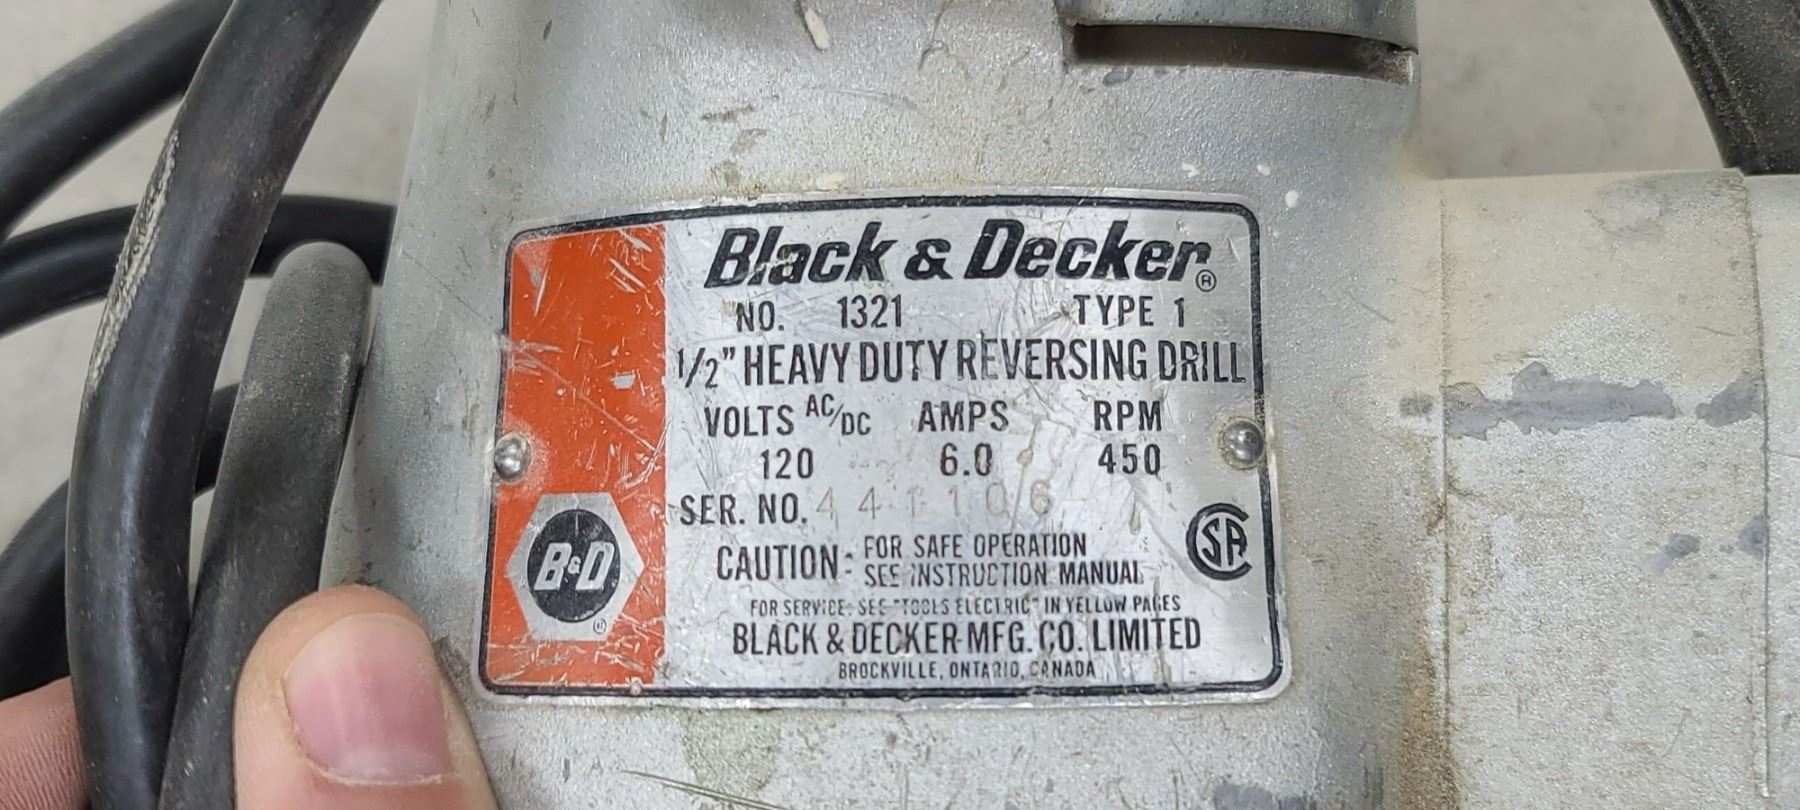 Black & Decker®
NO. 1321 TYPE 1
1/2" HEAVY DUTY REVERSING DRILL
VOLTS AC/DC AMPS RPM
120 6.0 450
SER. NO. 441106
CAUTION: FOR SAFE OPERATION
SEE INSTRUCTION MANUAL
FOR SERVICE: SEE "TOOLS ELECTRIC" IN YELLOW PAGES
BLACK & DECKER MFG. CO. LIMITED
BROCKVILLE, ONTARIO, CANADA
B&D®
CSA